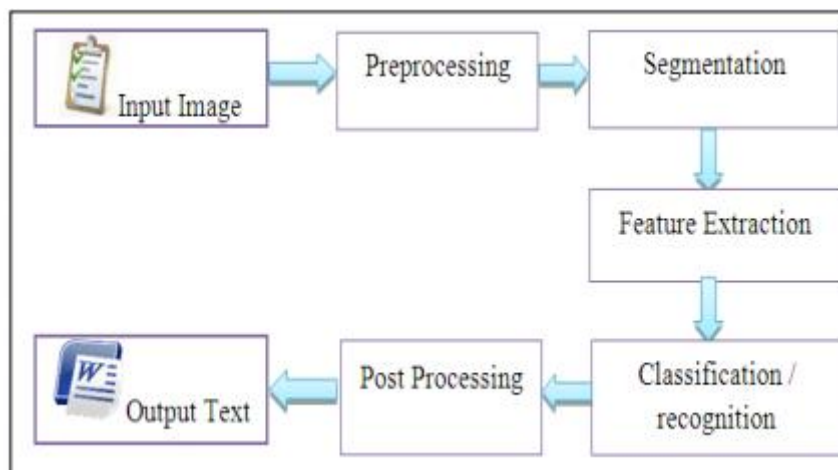 Input Image
Preprocessing
Segmentation
Feature Extraction
Classification /
recognition
Post Processing
W
Output Text